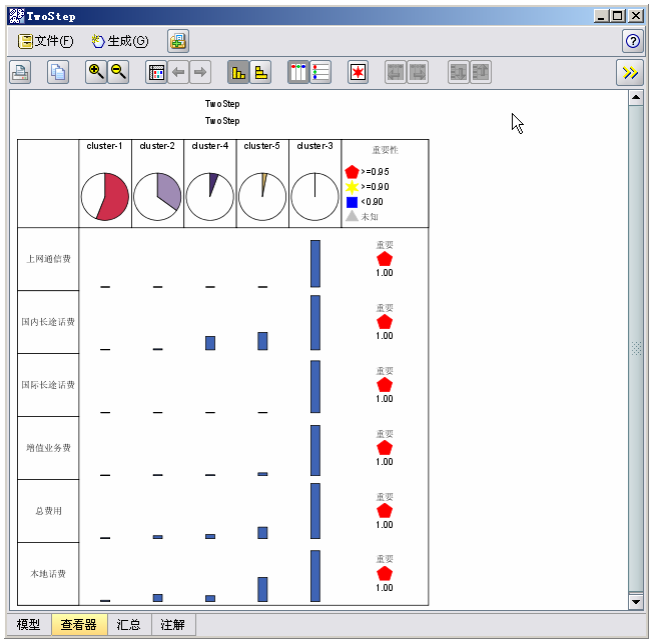 TwoStep
文件(F) 生成(G)
TwoStep
TwoStep
cluster-1 cluster-2 cluster-4 cluster-5 cluster-3 重要性
>=0.95
>=0.90
<0.90
未知
上网通信费 重要
1.00
国内长途话费 重要
1.00
国际长途话费 重要
1.00
增值业务费 重要
1.00
总费用 重要
1.00
本地话费 重要
1.00
模型 查看器 汇总 注解